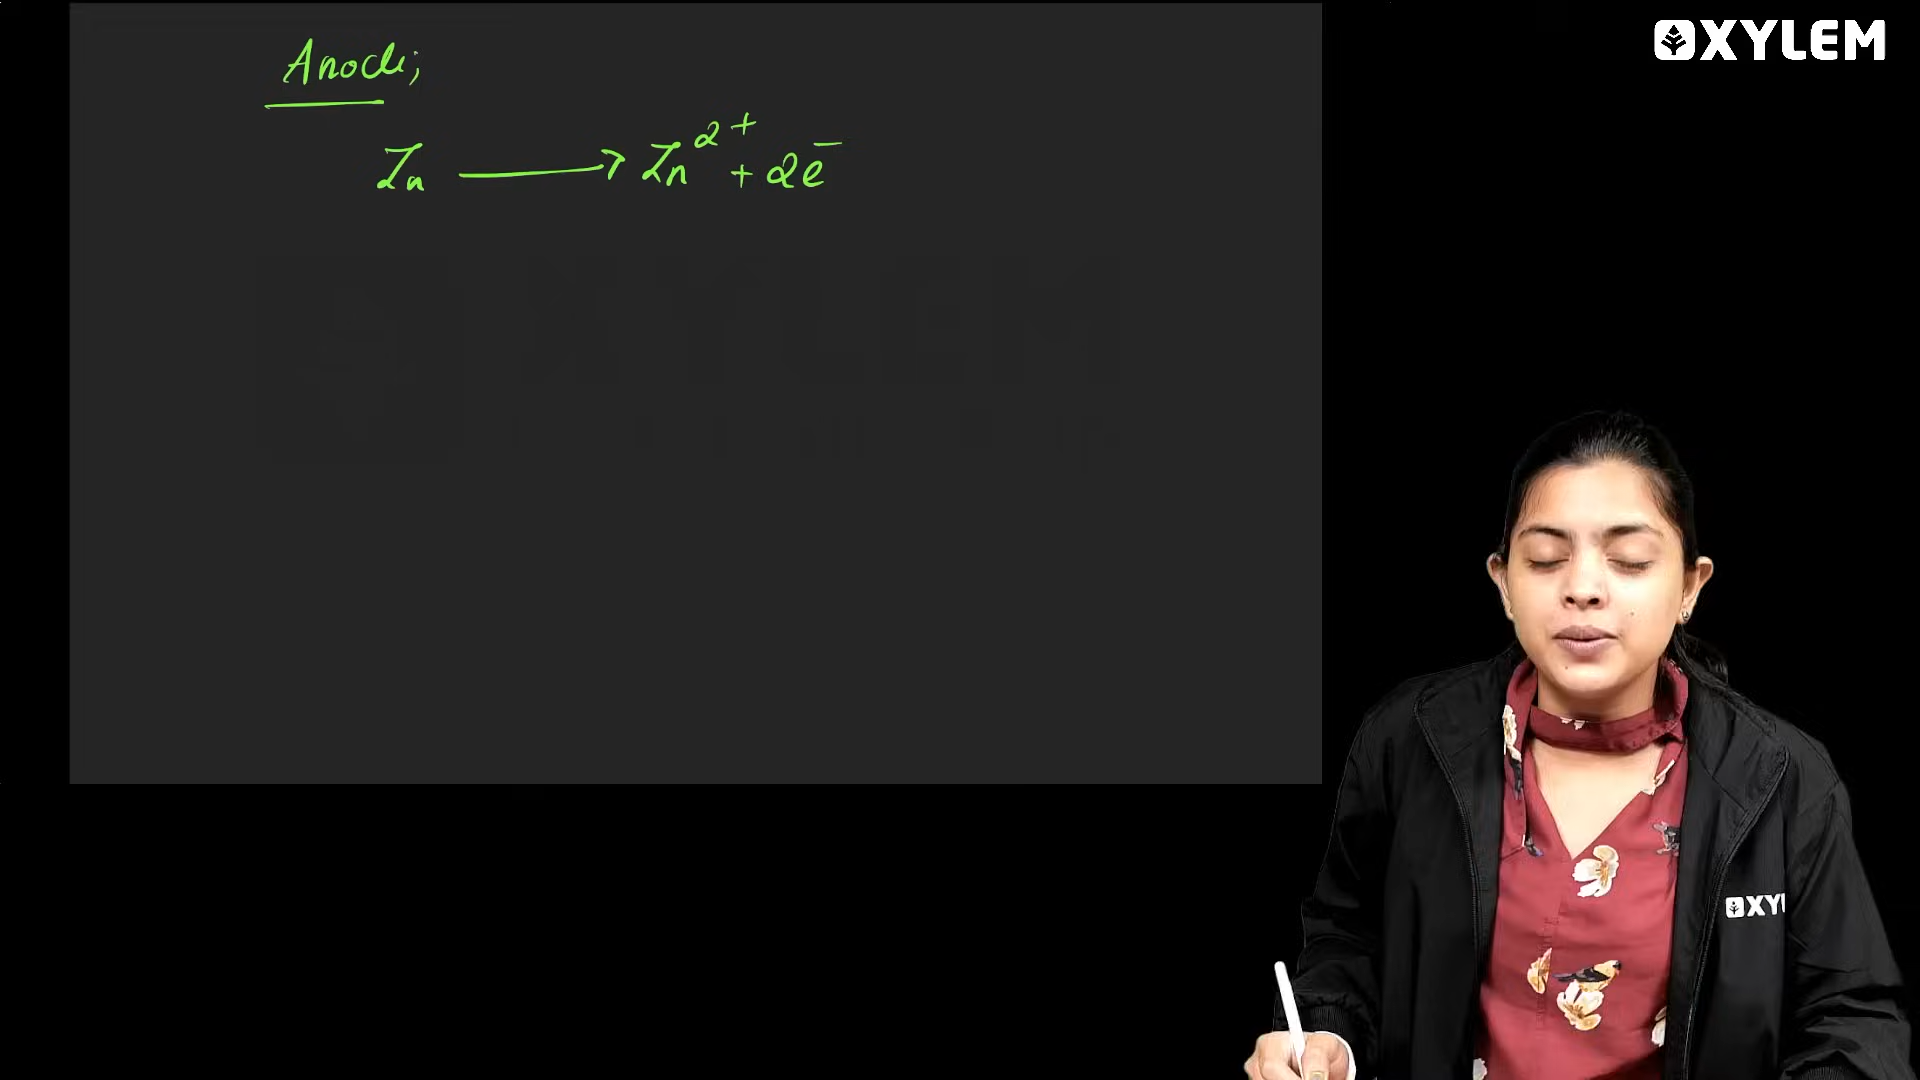 Anode;
Zn → Zn²⁺ + 2e⁻
XYLEM
XYL